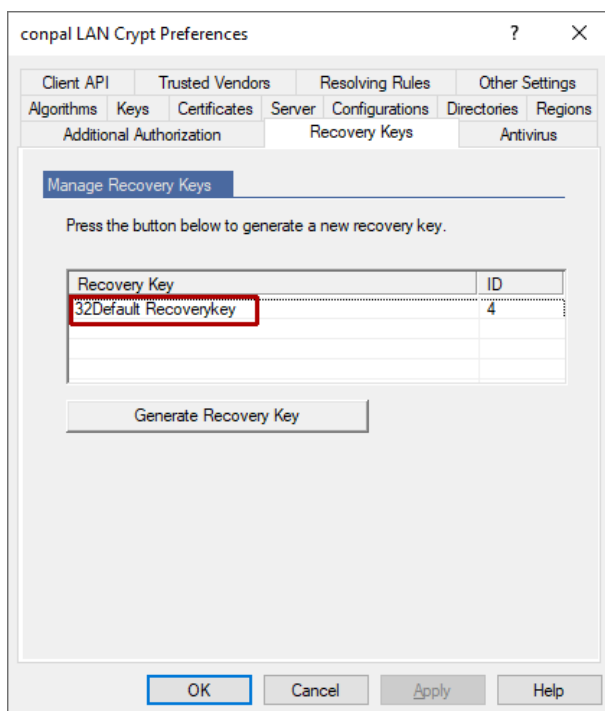 conpal LAN Crypt Preferences
?
Client API Trusted Vendors Resolving Rules Other Settings
Algorithms Keys Certificates Server Configurations Directories Regions
Additional Authorization Recovery Keys Antivirus
Manage Recovery Keys
Press the button below to generate a new recovery key.
Recovery Key ID
32Default Recoverykey 4
Generate Recovery Key
OK Cancel Apply Help